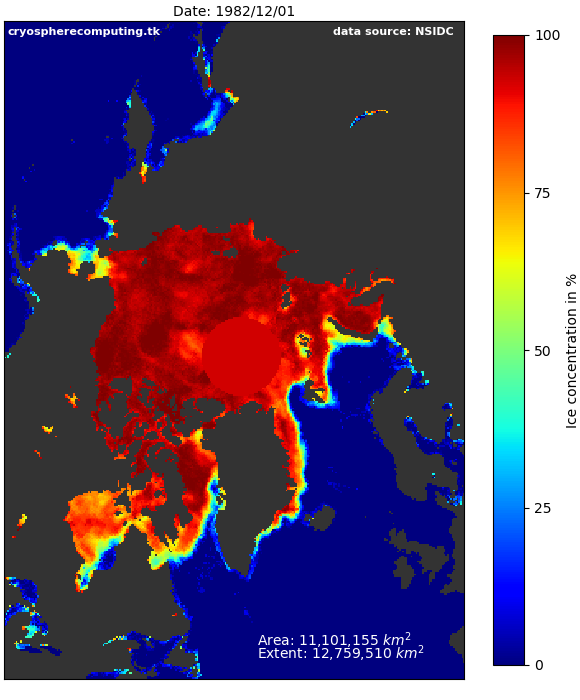 Date: 1982/12/01
cryospherecomputing.tk
data source: NSIDC
100
75
50
25
0
Ice concentration in %
Area: 11,101,155 km²
Extent: 12,759,510 km²